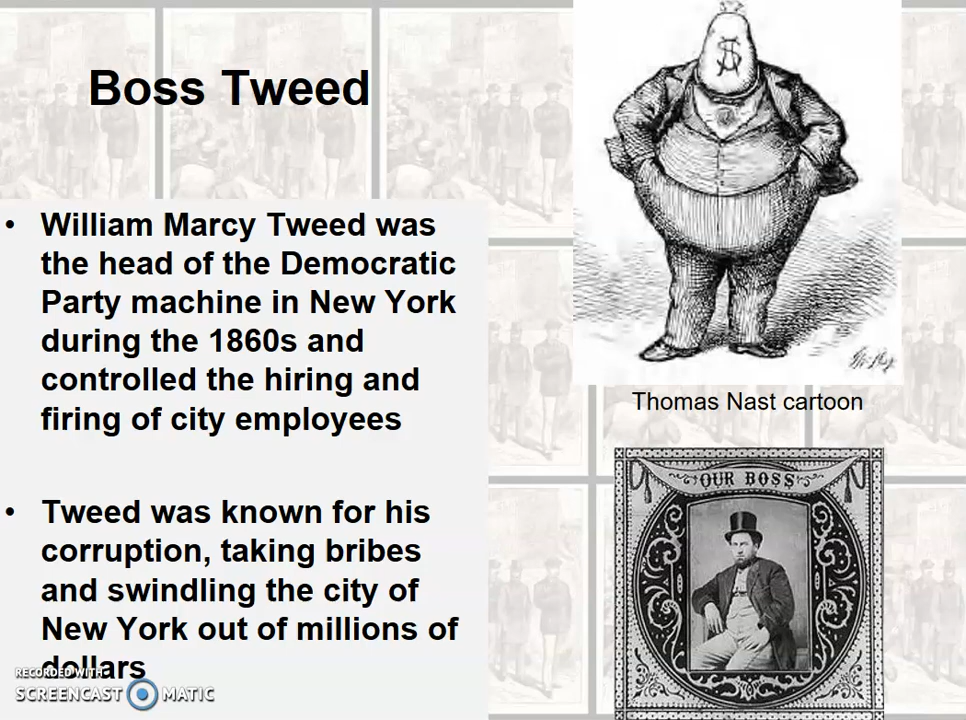 Boss Tweed
• William Marcy Tweed was
the head of the Democratic
Party machine in New York
during the 1860s and
controlled the hiring and
firing of city employees
• Tweed was known for his
corruption, taking bribes
and swindling the city of
New York out of millions of
dollars
$
Thomas Nast cartoon
OUR BOSS
RECORDED WITH
SCREENCAST MATIC